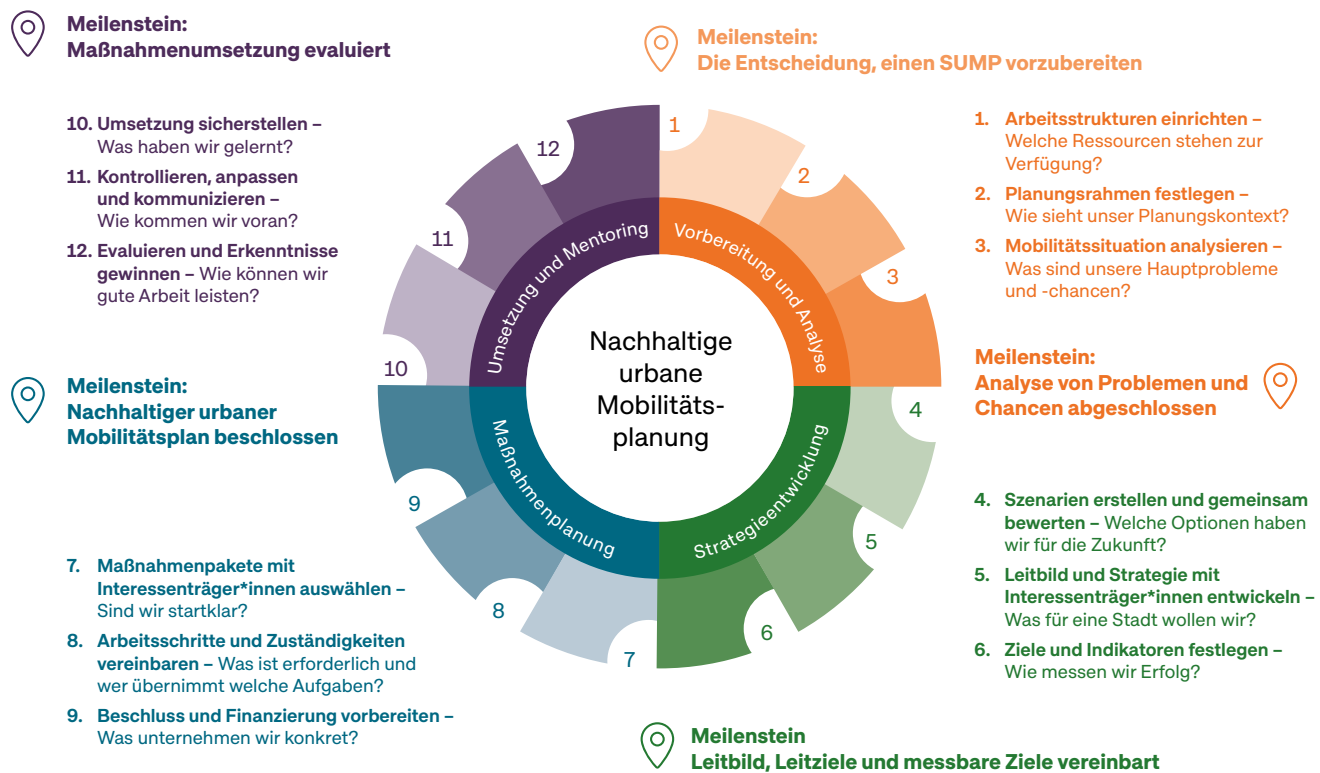 Meilenstein:
Maßnahmenumsetzung evaluiert
Meilenstein:
Die Entscheidung, einen SUMP vorzubereiten
10. Umsetzung sicherstellen –
Was haben wir gelernt?
11. Kontrollieren, anpassen
und kommunizieren –
Wie kommen wir voran?
12. Evaluieren und Erkenntnisse
gewinnen – Wie können wir
gute Arbeit leisten?
1. Arbeitsstrukturen einrichten –
Welche Ressourcen stehen zur
Verfügung?
2. Planungsrahmen festlegen –
Wie sieht unser Planungskontext?
3. Mobilitätssituation analysieren –
Was sind unsere Hauptprobleme
und -chancen?
1
2
3
4
5
6
7
8
9
10
11
12
Umsetzung und Mentoring
Vorbereitung und Analyse
Maßnahmenplanung
Strategieentwicklung
Nachhaltige
urbane
Mobilitäts-
planung
Meilenstein:
Nachhaltiger urbaner
Mobilitätsplan beschlossen
Meilenstein:
Analyse von Problemen und
Chancen abgeschlossen
7. Maßnahmenpakete mit
Interessenträger*innen auswählen –
Sind wir startklar?
8. Arbeitsschritte und Zuständigkeiten
vereinbaren – Was ist erforderlich und
wer übernimmt welche Aufgaben?
9. Beschluss und Finanzierung vorbereiten –
Was unternehmen wir konkret?
4. Szenarien erstellen und gemeinsam
bewerten – Welche Optionen haben
wir für die Zukunft?
5. Leitbild und Strategie mit
Interessenträger*innen entwickeln –
Was für eine Stadt wollen wir?
6. Ziele und Indikatoren festlegen –
Wie messen wir Erfolg?
Meilenstein
Leitbild, Leitziele und messbare Ziele vereinbart